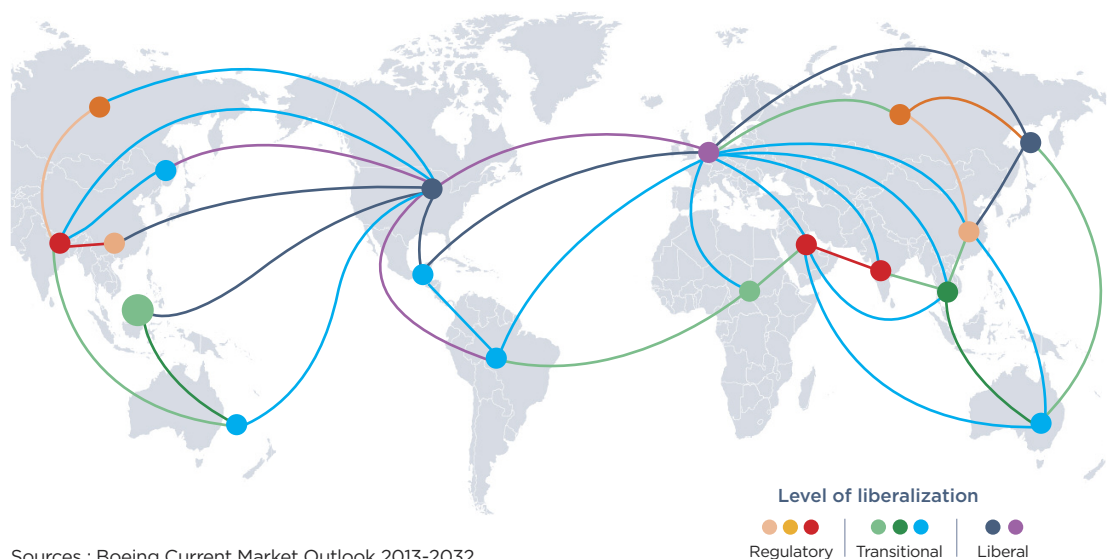 Level of liberalization
Regulatory
Transitional
Liberal
Sources : Boeing Current Market Outlook 2013-2032